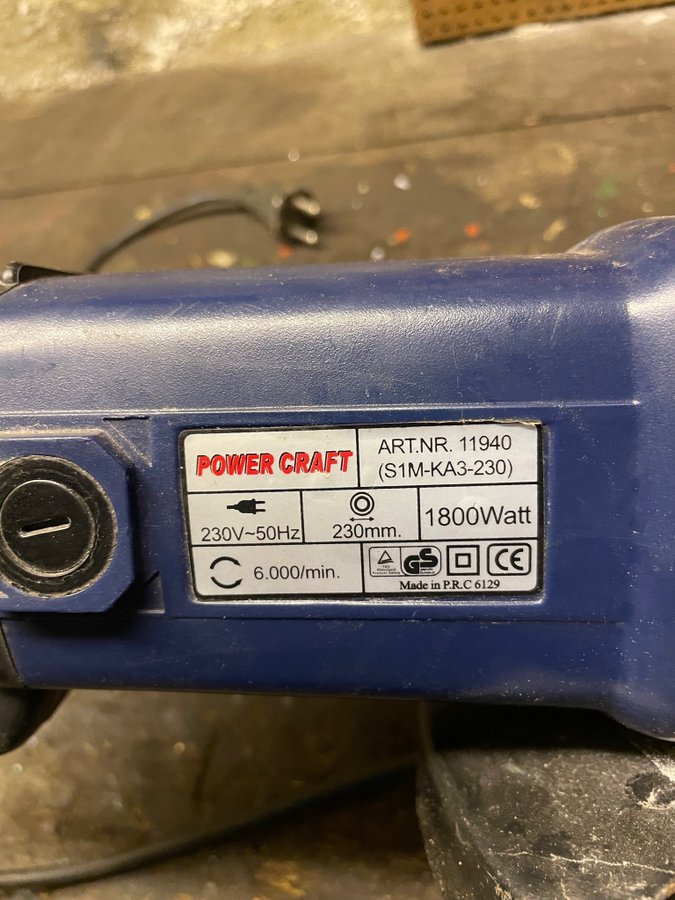 POWER CRAFT
ART.NR. 11940
(S1M-KA3-230)
230V~50Hz
230mm.
1800Watt
6.000/min.
GS
CE
Made in P.R.C 6129